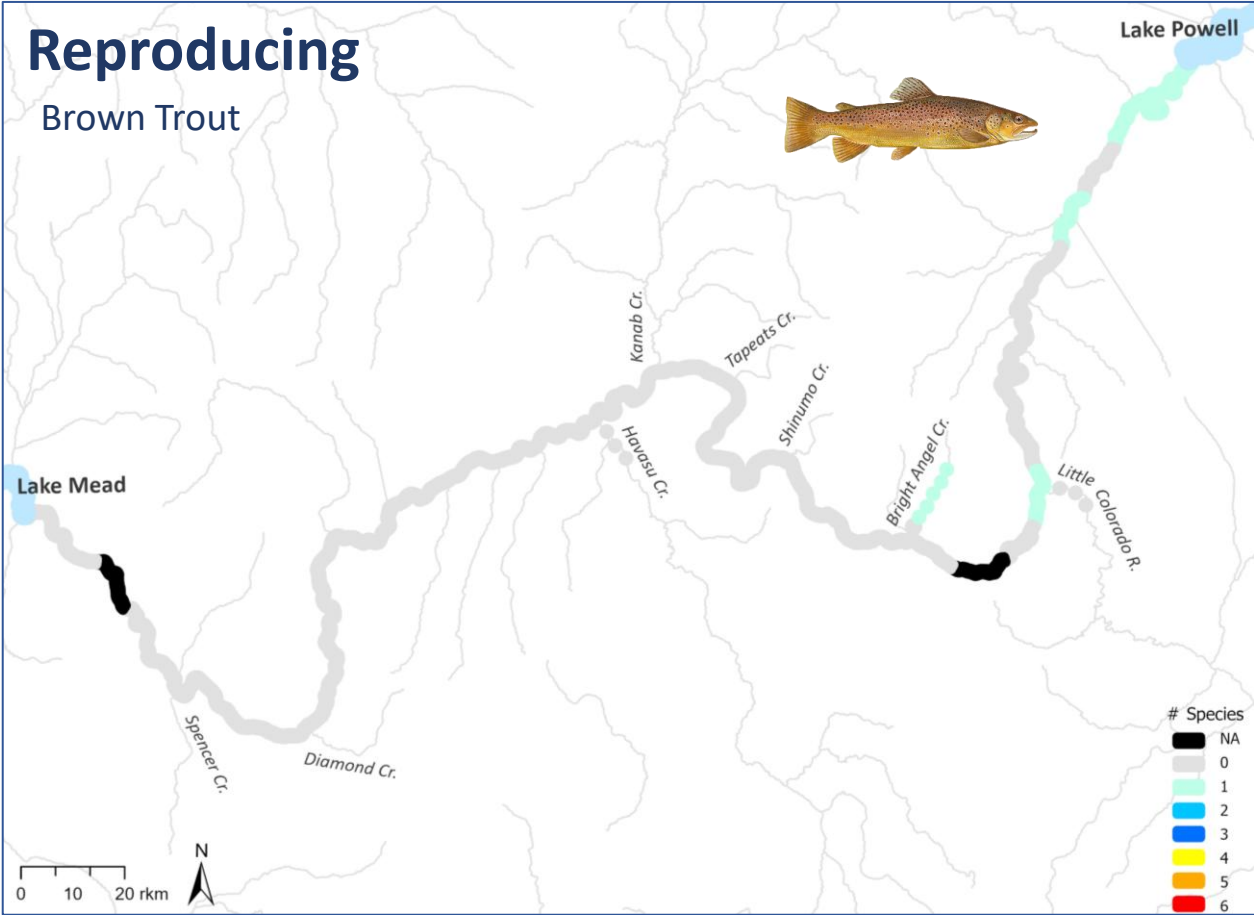 Reproducing
Brown Trout
Lake Powell
Kanab Cr.
Tapeats Cr.
Shinumo Cr.
Havasu Cr.
Bright Angel Cr.
Little Colorado R.
Lake Mead
Spencer Cr.
Diamond Cr.
# Species
NA
0
1
2
3
4
5
6
N
0 10 20 rkm